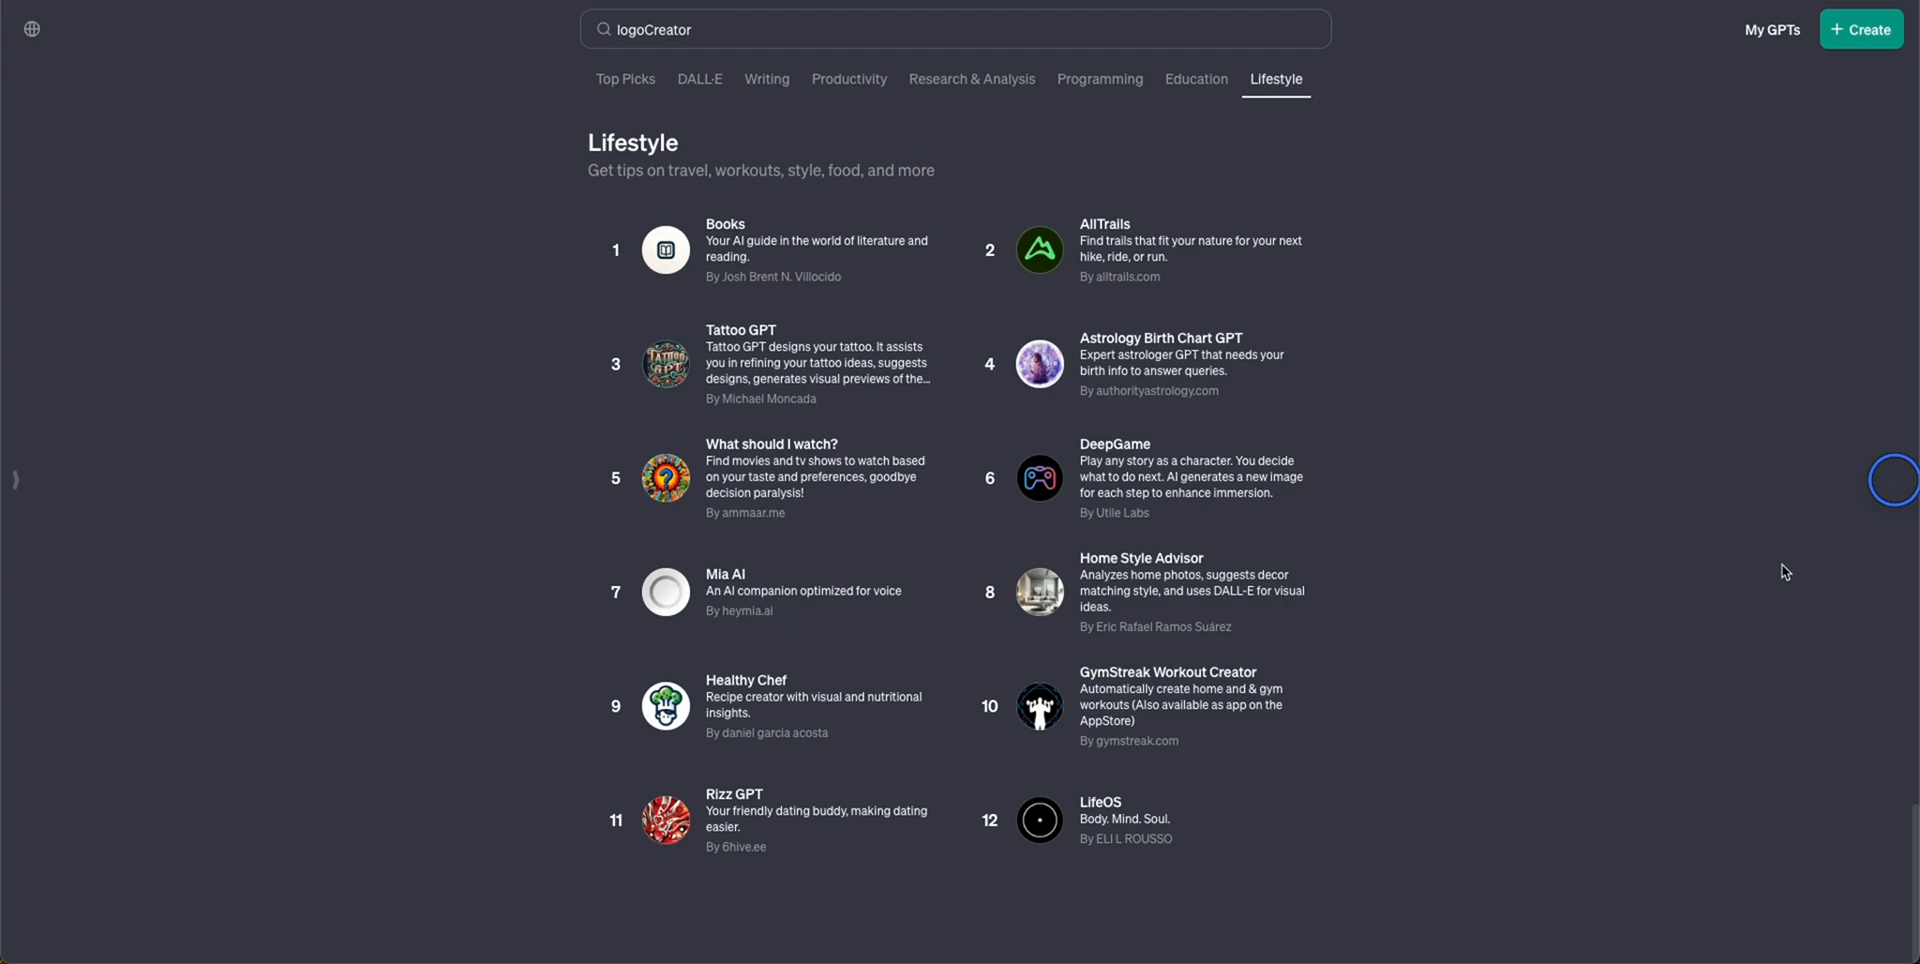 logoCreator
My GPTs
+ Create
Top Picks
DALL·E
Writing
Productivity
Research & Analysis
Programming
Education
Lifestyle
Lifestyle
Get tips on travel, workouts, style, food, and more
1
Books
Your AI guide in the world of literature and
reading.
By Josh Brent N. Villocido
2
AllTrails
Find trails that fit your nature for your next
hike, ride, or run.
By alltrails.com
3
TATTOO
GPT
Tattoo GPT
Tattoo GPT designs your tattoo. It assists
you in refining your tattoo ideas, suggests
designs, generates visual previews of the...
By Michael Moncada
4
Astrology Birth Chart GPT
Expert astrologer GPT that needs your
birth info to answer queries.
By authorityastrology.com
5
?
What should I watch?
Find movies and tv shows to watch based
on your taste and preferences, goodbye
decision paralysis!
By ammaar.me
6
DeepGame
Play any story as a character. You decide
what to do next. AI generates a new image
for each step to enhance immersion.
By Utile Labs
7
Mia AI
An AI companion optimized for voice
By heymia.ai
8
Home Style Advisor
Analyzes home photos, suggests decor
matching style, and uses DALL-E for visual
ideas.
By Eric Rafael Ramos Suárez
9
Healthy Chef
Recipe creator with visual and nutritional
insights.
By daniel garcia acosta
10
GymStreak Workout Creator
Automatically create home and & gym
workouts (Also available as app on the
AppStore)
By gymstreak.com
11
Rizz GPT
Your friendly dating buddy, making dating
easier.
By 6hive.ee
12
LifeOS
Body. Mind. Soul.
By ELI L ROUSSO